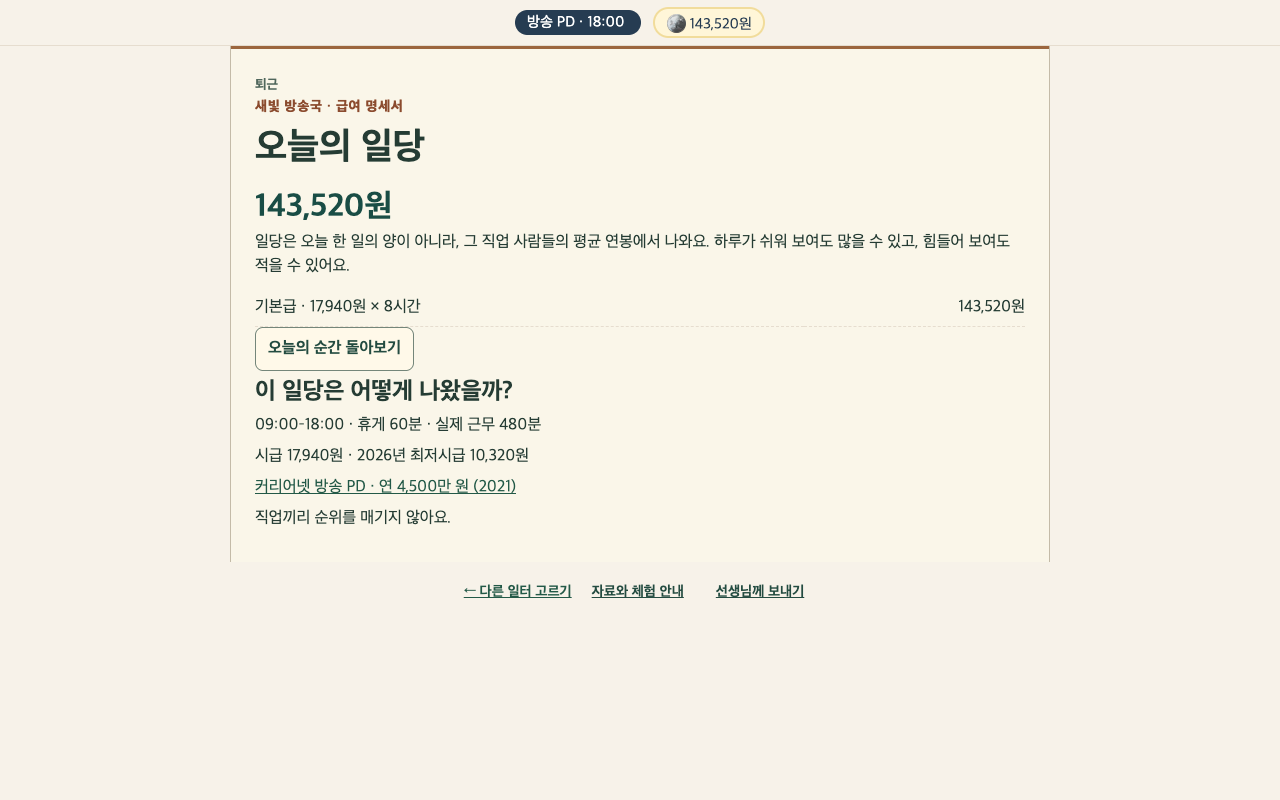 방송 PD · 18:00
143,520원
퇴근
새빛 방송국 · 급여 명세서
오늘의 일당
143,520원
일당은 오늘 한 일의 양이 아니라, 그 직업 사람들의 평균 연봉에서 나와요. 하루가 쉬워 보여도 많을 수 있고, 힘들어 보여도
적을 수 있어요.
기본급 · 17,940원 × 8시간 143,520원
오늘의 순간 돌아보기
이 일당은 어떻게 나왔을까?
09:00-18:00 · 휴게 60분 · 실제 근무 480분
시급 17,940원 · 2026년 최저시급 10,320원
커리어넷 방송 PD · 연 4,500만 원 (2021)
직업끼리 순위를 매기지 않아요.
← 다른 일터 고르기 자료와 체험 안내 선생님께 보내기